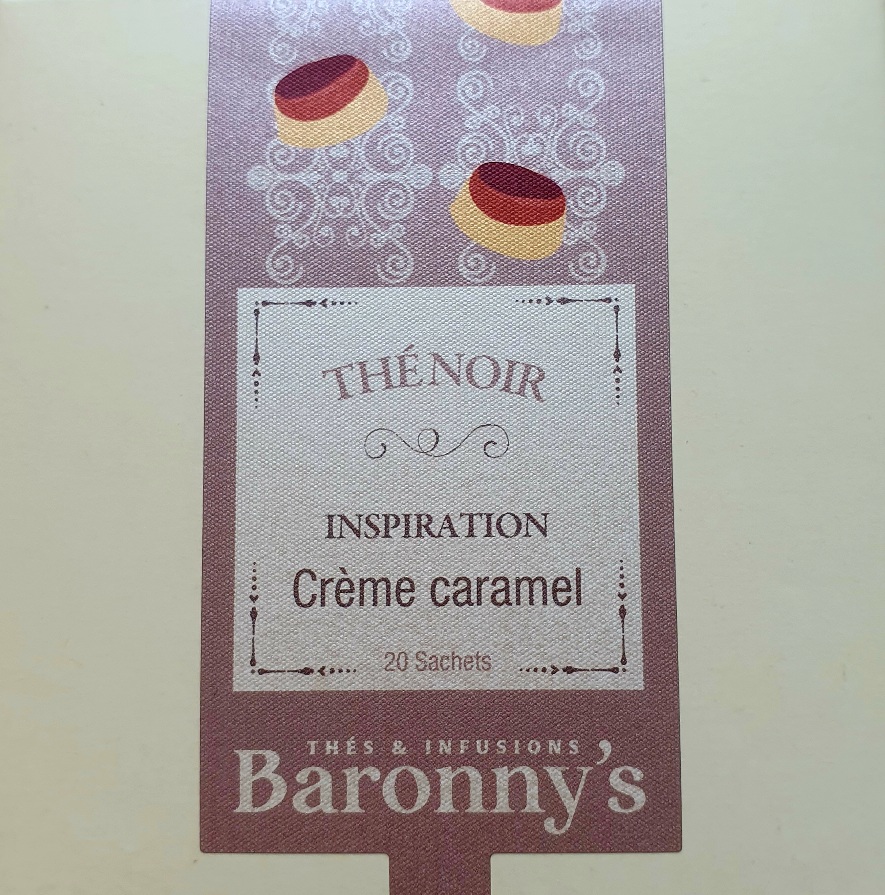 THÉ NOIR
INSPIRATION
Crème caramel
20 Sachets
THÉS & INFUSIONS
Baronny's